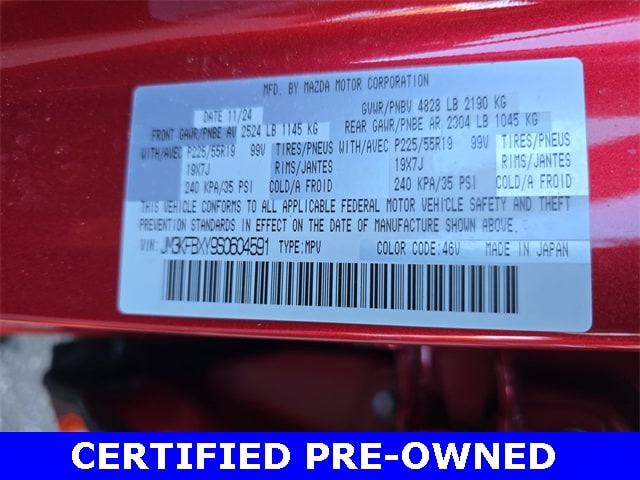 MFD. BY MAZDA MOTOR CORPORATION
DATE 11/24 GVWR/PNBV 4828 LB 2190 KG
FRONT GAWR/PNBE AV 2524 LB 1145 KG REAR GAWR/PNBE AR 2304 LB 1045 KG
WITH/AVEC P225/55R19 99V TIRES/PNEUS WITH/AVEC P225/55R19 99V TIRES/PNEUS
19X7J RIMS/JANTES 19X7J RIMS/JANTES
240 KPA/35 PSI COLD/A FROID 240 KPA/35 PSI COLD/A FROID
THIS VEHICLE CONFORMS TO ALL APPLICABLE FEDERAL MOTOR VEHICLE SAFETY AND THEFT
PREVENTION STANDARDS IN EFFECT ON THE DATE OF MANUFACTURE SHOWN ABOVE.
VIN: JM3KFBXY9S0604591 TYPE:MPV COLOR CODE:46V MADE IN JAPAN
CERTIFIED PRE-OWNED